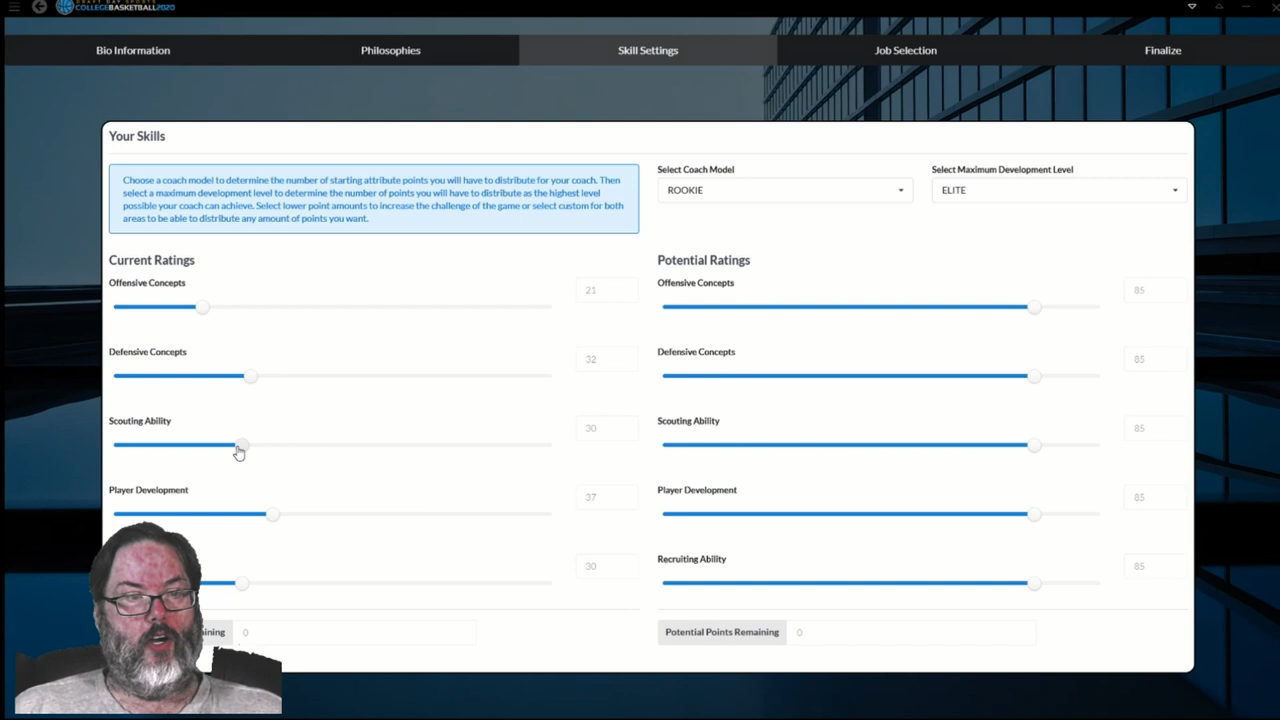 DRAFT DAY SPORTS
COLLEGEBASKETBALL2020
Bio Information
Philosophies
Skill Settings
Job Selection
Finalize
Your Skills
Choose a coach model to determine the number of starting attribute points you will have to distribute for your coach. Then
select a maximum development level to determine the number of points you will have to distribute as the highest level
possible your coach can achieve. Select lower point amounts to increase the challenge of the game or select custom for both
areas to be able to distribute any amount of points you want.
Select Coach Model
ROOKIE
Select Maximum Development Level
ELITE
Current Ratings
Offensive Concepts
21
Defensive Concepts
32
Scouting Ability
30
Player Development
37
30
aining
0
Potential Ratings
Offensive Concepts
85
Defensive Concepts
85
Scouting Ability
85
Player Development
85
Recruiting Ability
85
Potential Points Remaining
0